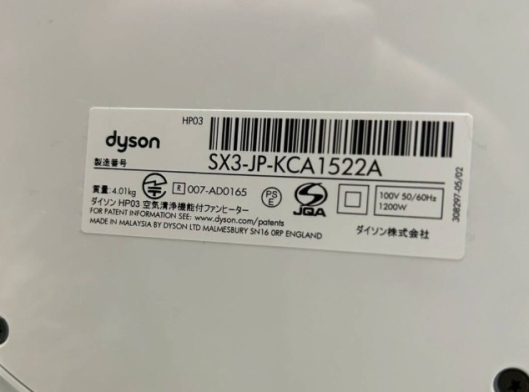 HP03
dyson
製造番号
SX3-JP-KCA1522A
質量: 4.01kg
R 007-AD0165
PS E
JQA
100V 50/60Hz
1200W
ダイソン HP03 空気清浄機能付ファンヒーター
FOR PATENT INFORMATION SEE: www.dyson/patents
MADE IN MALAYSIA BY DYSON LTD MALMESBURY SN16 0RP ENGLAND
ダイソン株式会社
308297-05/02